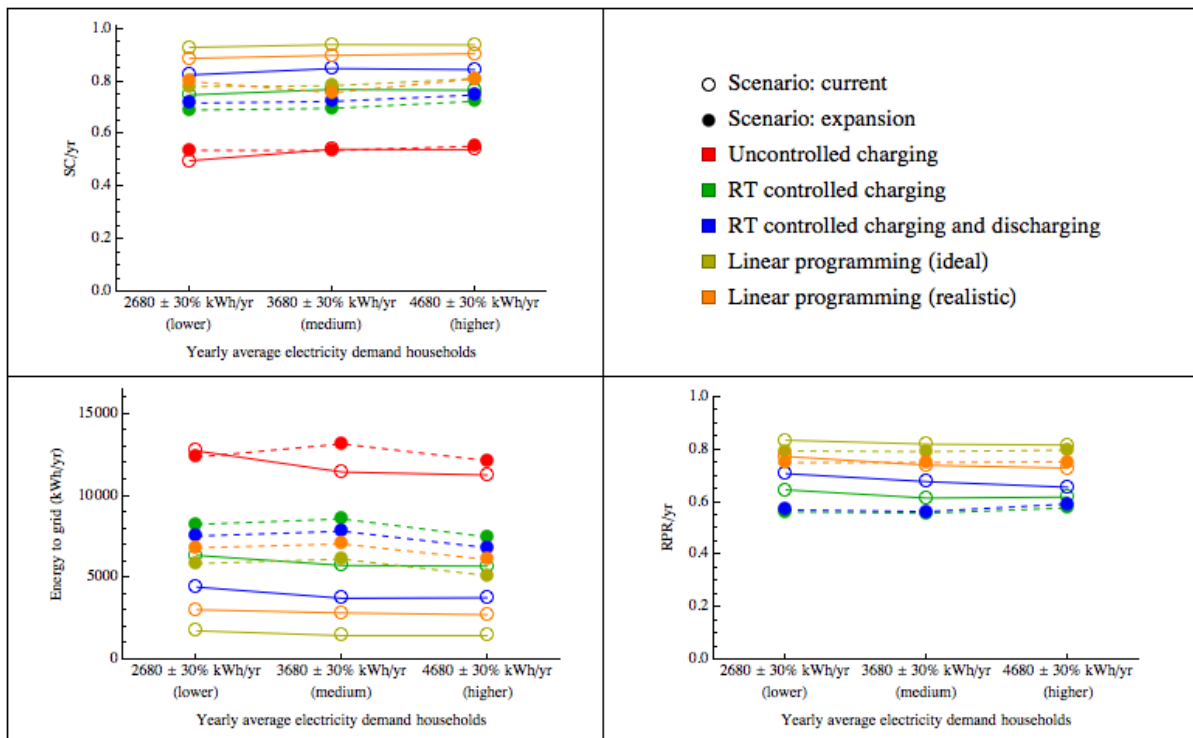 1.0
0.8
0.6
0.4
0.2
0.0
SC/yr
2680 ± 30% kWh/yr 3680 ± 30% kWh/yr 4680 ± 30% kWh/yr
(lower) (medium) (higher)
Yearly average electricity demand households
Scenario: current
Scenario: expansion
Uncontrolled charging
RT controlled charging
RT controlled charging and discharging
Linear programming (ideal)
Linear programming (realistic)
15000
10000
5000
0
Energy to grid (kWh/yr)
2680 ± 30% kWh/yr 3680 ± 30% kWh/yr 4680 ± 30% kWh/yr
(lower) (medium) (higher)
Yearly average electricity demand households
1.0
0.8
0.6
0.4
0.2
0.0
RPR/yr
2680 ± 30% kWh/yr 3680 ± 30% kWh/yr 4680 ± 30% kWh/yr
(lower) (medium) (higher)
Yearly average electricity demand households